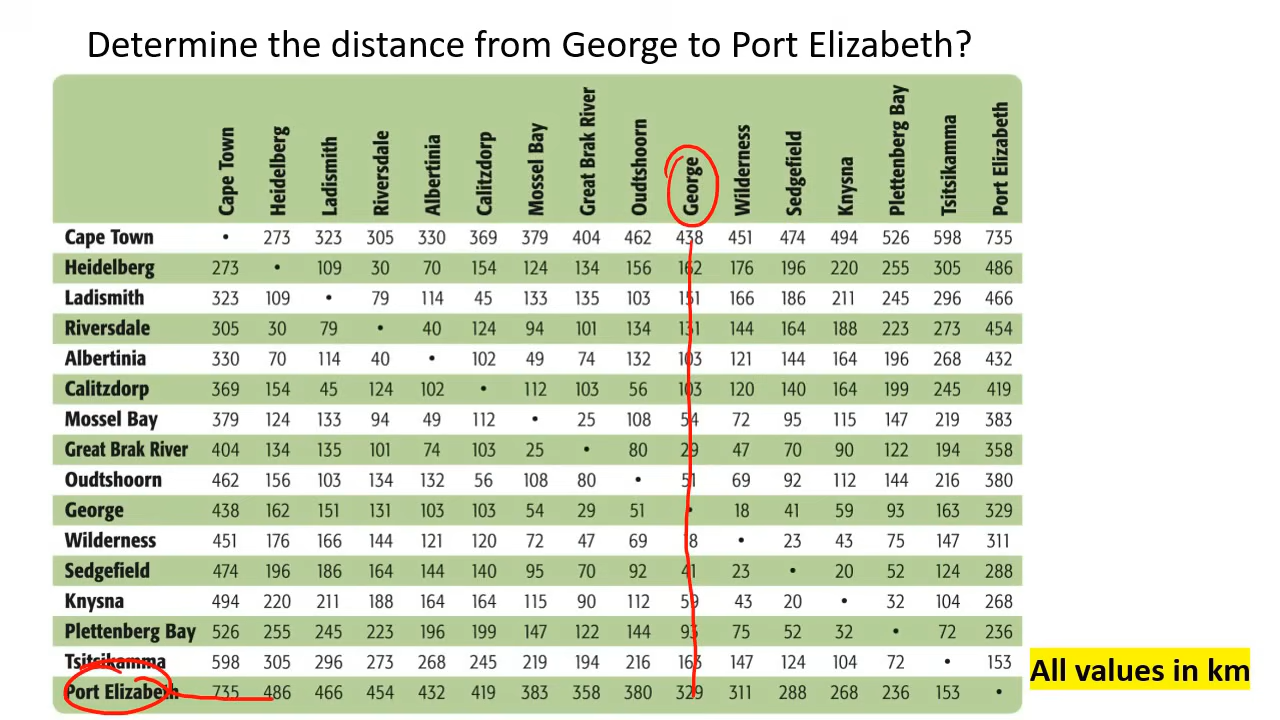 Determine the distance from George to Port Elizabeth?
Cape Town Heidelberg Ladismith Riversdale Albertinia Calitzdorp Mossel Bay Great Brak River Oudtshoorn George Wilderness Sedgefield Knysna Plettenberg Bay Tsitsikamma Port Elizabeth
Cape Town • 273 323 305 330 369 379 404 462 438 451 474 494 526 598 735
Heidelberg 273 • 109 30 70 154 124 134 156 162 176 196 220 255 305 486
Ladismith 323 109 • 79 114 45 133 135 103 151 166 186 211 245 296 466
Riversdale 305 30 79 • 40 124 94 101 134 131 144 164 188 223 273 454
Albertinia 330 70 114 40 • 102 49 74 132 103 121 144 164 196 268 432
Calitzdorp 369 154 45 124 102 • 112 103 56 103 120 140 164 199 245 419
Mossel Bay 379 124 133 94 49 112 • 25 108 54 72 95 115 147 219 383
Great Brak River 404 134 135 101 74 103 25 • 80 29 47 70 90 122 194 358
Oudtshoorn 462 156 103 134 132 56 108 80 • 51 69 92 112 144 216 380
George 438 162 151 131 103 103 54 29 51 • 18 41 59 93 163 329
Wilderness 451 176 166 144 121 120 72 47 69 18 • 23 43 75 147 311
Sedgefield 474 196 186 164 144 140 95 70 92 41 23 • 20 52 124 288
Knysna 494 220 211 188 164 164 115 90 112 59 43 20 • 32 104 268
Plettenberg Bay 526 255 245 223 196 199 147 122 144 93 75 52 32 • 72 236
Tsitsikamma 598 305 296 273 268 245 219 194 216 163 147 124 104 72 • 153
Port Elizabeth 735 486 466 454 432 419 383 358 380 329 311 288 268 236 153 •
All values in km